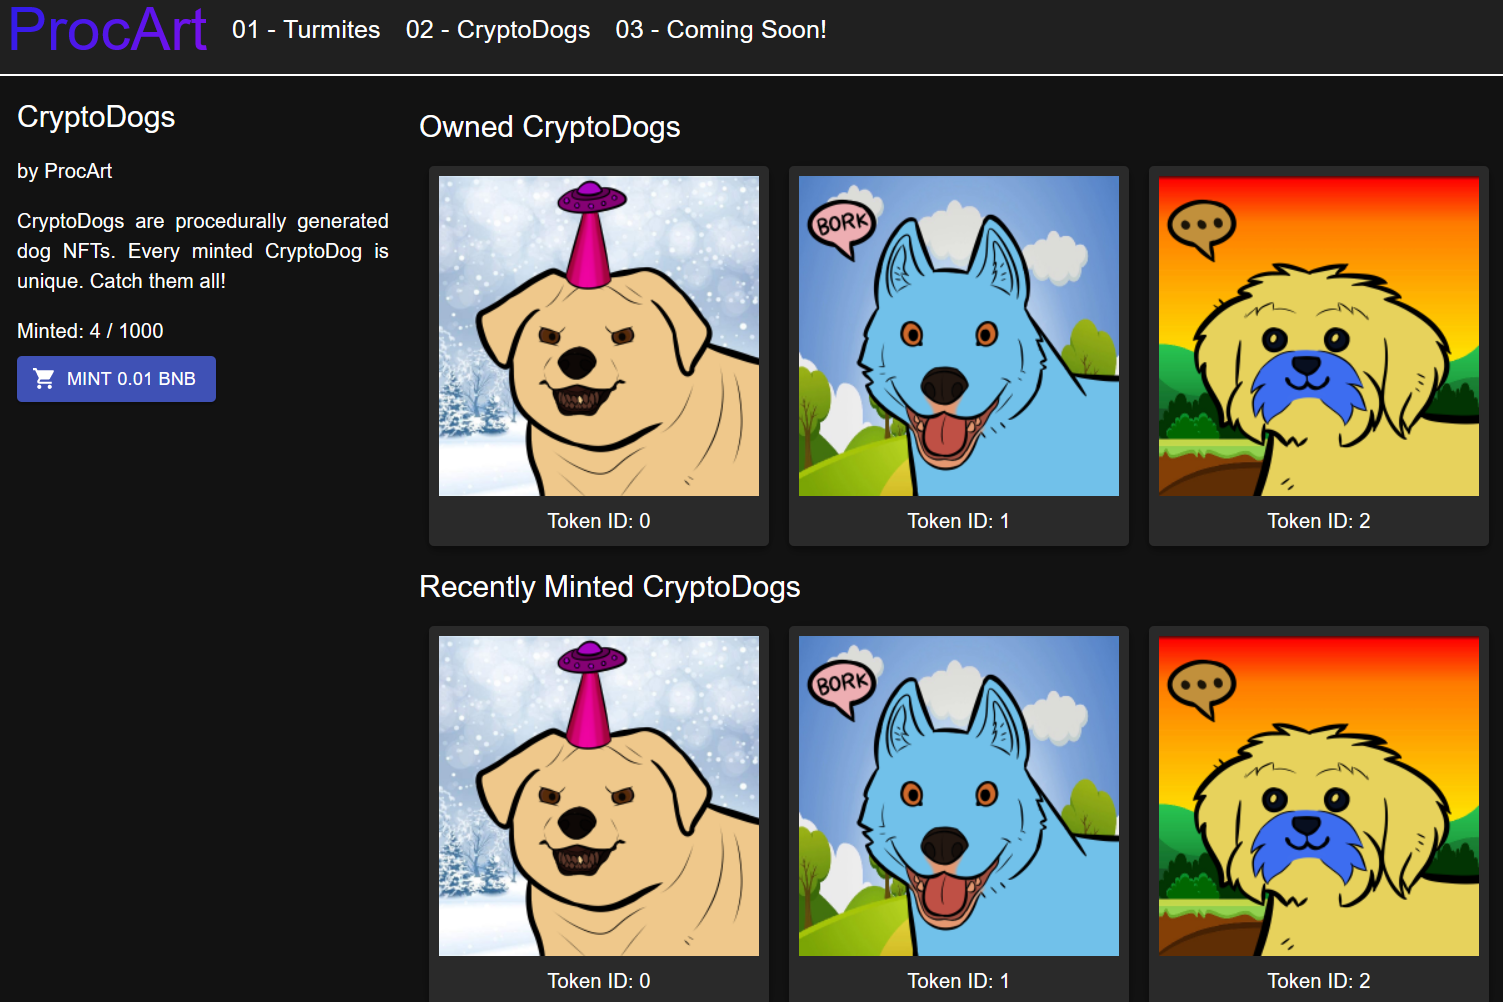 ProcArt 01 - Turmites 02 - CryptoDogs 03 - Coming Soon!
CryptoDogs
by ProcArt
CryptoDogs are procedurally generated
dog NFTs. Every minted CryptoDog is
unique. Catch them all!
Minted: 4 / 1000
MINT 0.01 BNB
Owned CryptoDogs
BORK
...
Token ID: 0
Token ID: 1
Token ID: 2
Recently Minted CryptoDogs
BORK
...
Token ID: 0
Token ID: 1
Token ID: 2